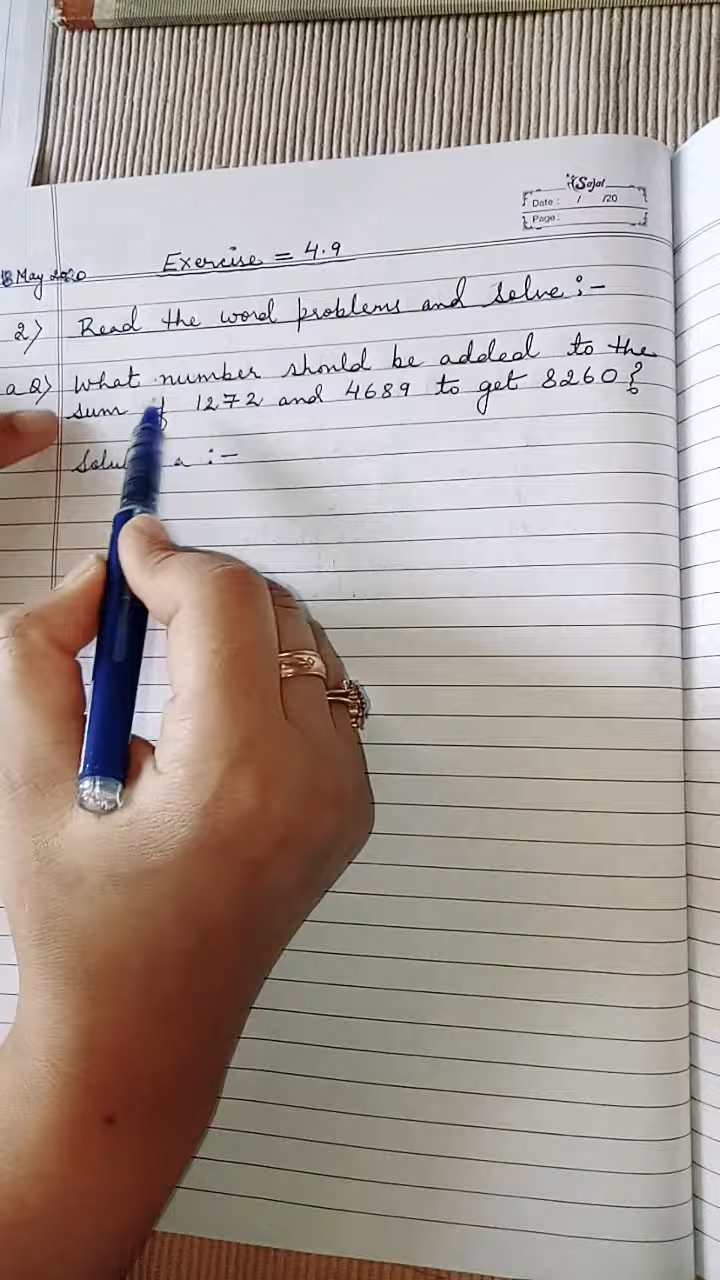 Sojal
Date : / /20
Page:
Exercise = 4.9
May 2020
2) Read the word problems and solve :-
a Q) What number should be added to the
sum of 1272 and 4689 to get 8260?
a :-